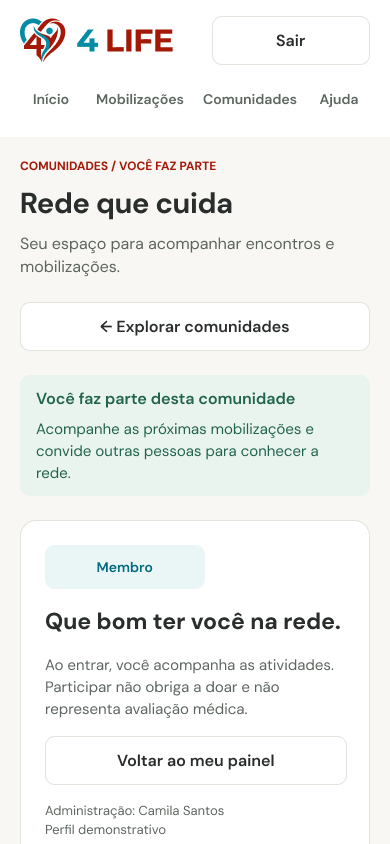 4 LIFE
Sair
Início Mobilizações Comunidades Ajuda
COMUNIDADES / VOCÊ FAZ PARTE
Rede que cuida
Seu espaço para acompanhar encontros e
mobilizações.
← Explorar comunidades
Você faz parte desta comunidade
Acompanhe as próximas mobilizações e
convide outras pessoas para conhecer a
rede.
Membro
Que bom ter você na rede.
Ao entrar, você acompanha as atividades.
Participar não obriga a doar e não
representa avaliação médica.
Voltar ao meu painel
Administração: Camila Santos
Perfil demonstrativo